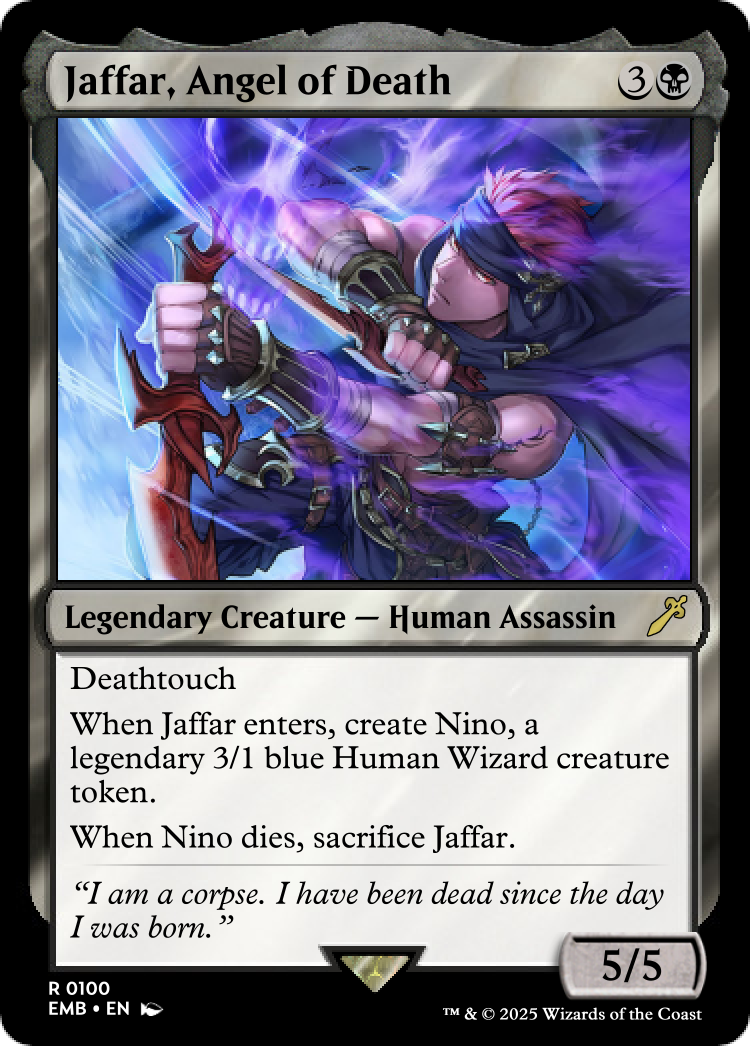 Jaffar, Angel of Death
3
Legendary Creature — Human Assassin
Deathtouch
When Jaffar enters, create Nino, a
legendary 3/1 blue Human Wizard creature
token.
When Nino dies, sacrifice Jaffar.
“I am a corpse. I have been dead since the day
I was born.”
5/5
R 0100
EMB • EN
™ & © 2025 Wizards of the Coast